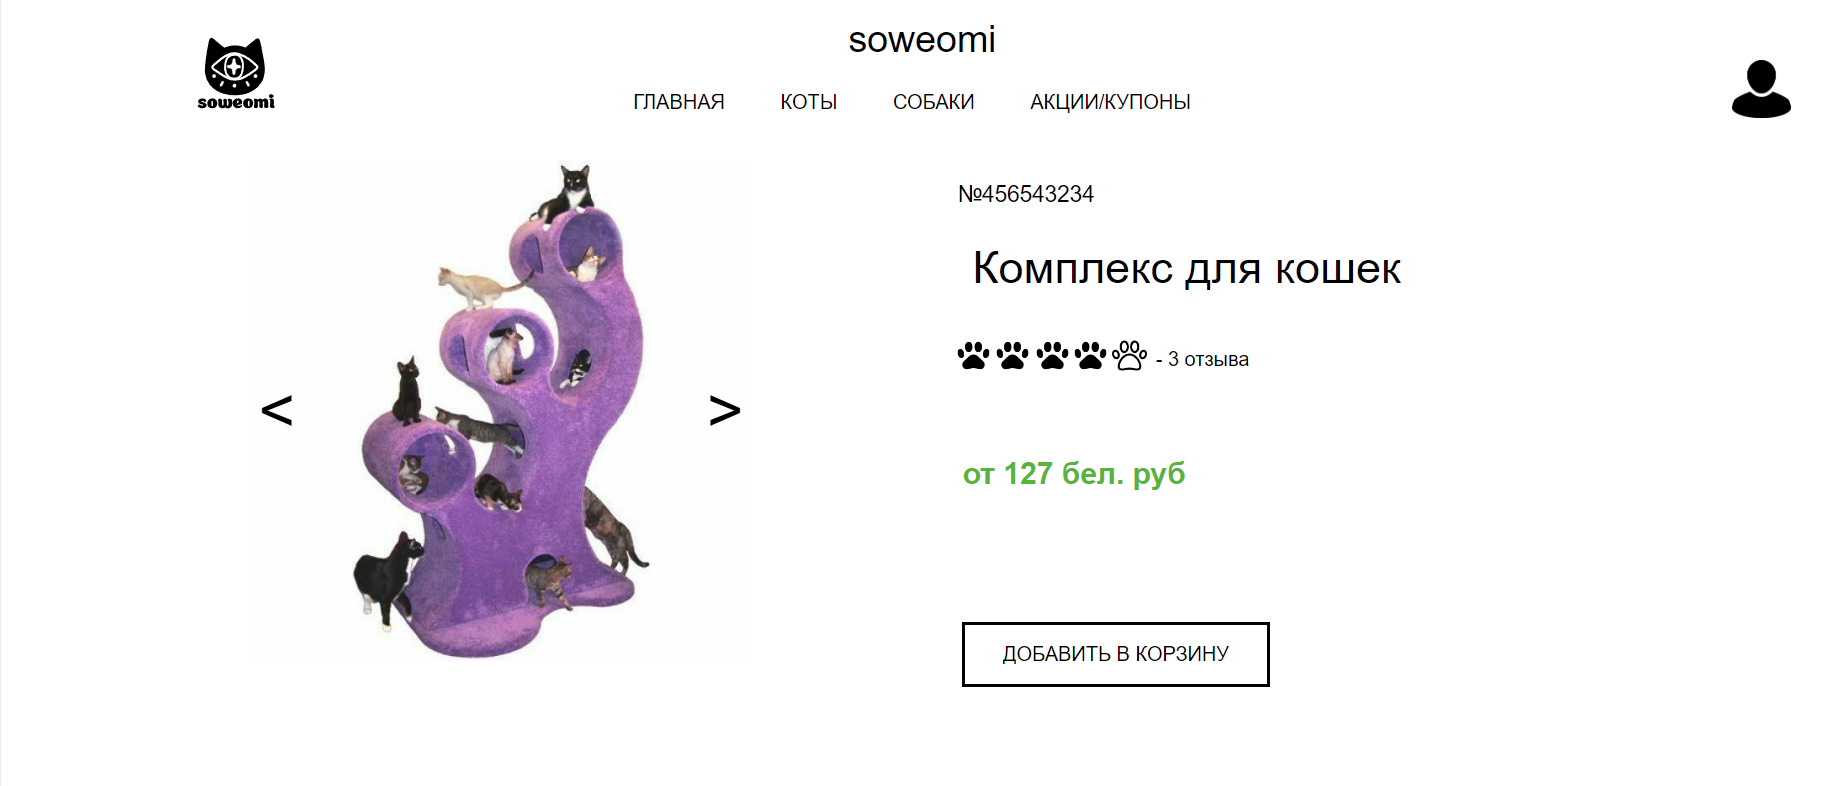 soweomi
soweomi
ГЛАВНАЯ КОТЫ СОБАКИ АКЦИИ/КУПОНЫ
№456543234
Комплекс для кошек
- 3 отзыва
< >
от 127 бел. руб
ДОБАВИТЬ В КОРЗИНУ